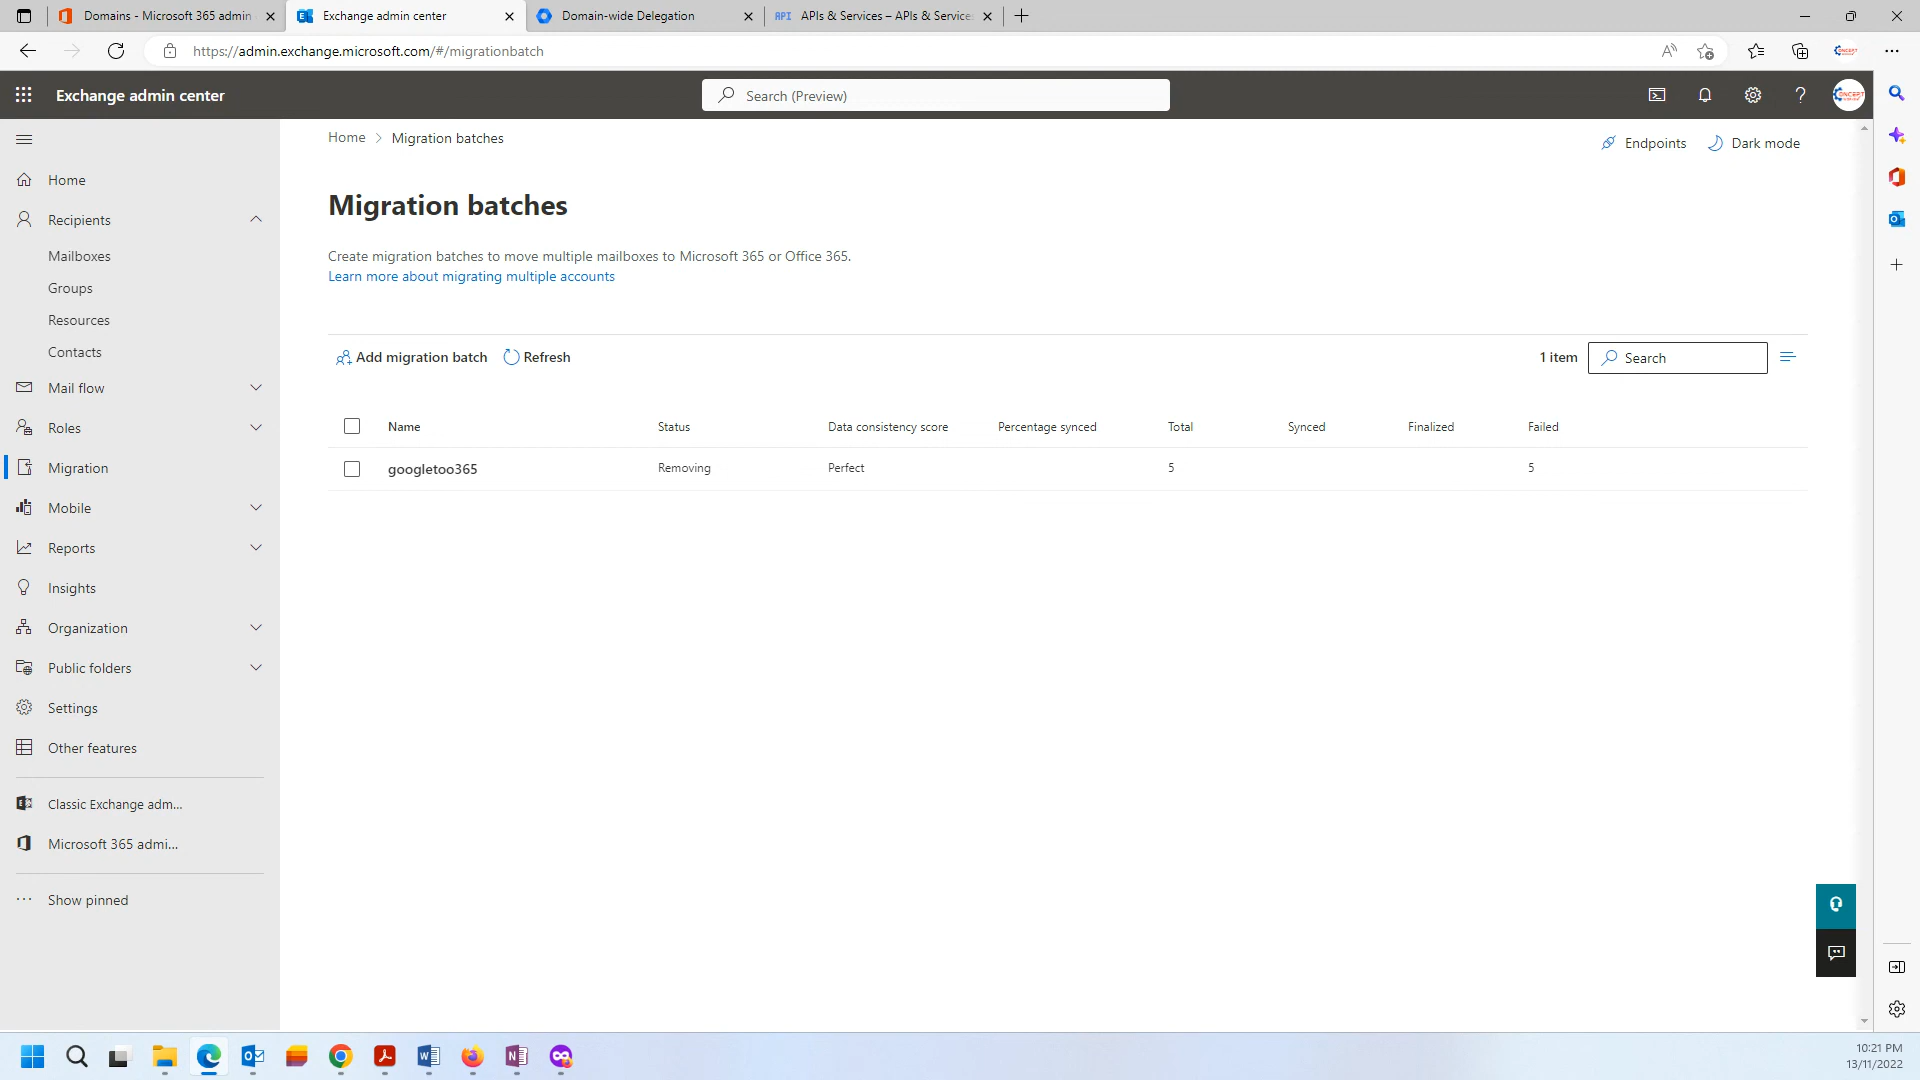 Domains - Microsoft 365 admin
Exchange admin center
Domain-wide Delegation
API APIs & Services – APIs & Services
https://admin.exchange.microsoft.com/#/migrationbatch
Exchange admin center
Search (Preview)
Home
Recipients
Mailboxes
Groups
Resources
Contacts
Mail flow
Roles
Migration
Mobile
Reports
Insights
Organization
Public folders
Settings
Other features
Classic Exchange adm...
Microsoft 365 admi...
Show pinned
Home > Migration batches
Endpoints
Dark mode
Migration batches
Create migration batches to move multiple mailboxes to Microsoft 365 or Office 365.
Learn more about migrating multiple accounts
Add migration batch Refresh
1 item Search
Name Status Data consistency score Percentage synced Total Synced Finalized Failed
googletoo365 Removing Perfect 5 5
10:21 PM
13/11/2022